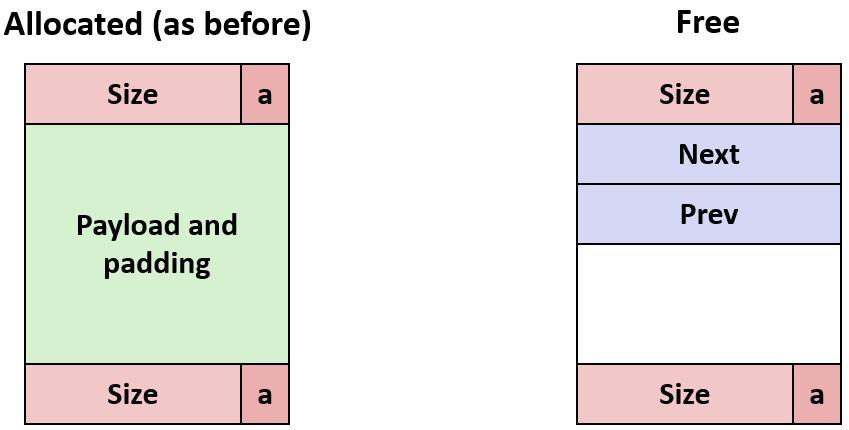 Allocated (as before)
Size a
Payload and
padding
Size a
Free
Size a
Next
Prev
Size a